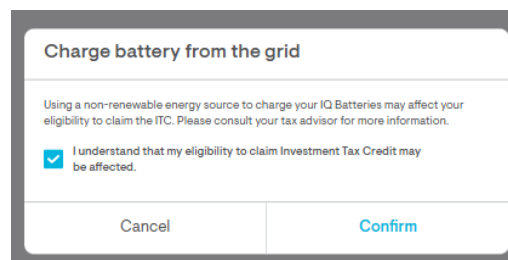 Charge battery from the grid
Using a non-renewable energy source to charge your IQ Batteries may affect your
eligibility to claim the ITC. Please consult your tax advisor for more information.
I understand that my eligibility to claim Investment Tax Credit may
be affected.
Cancel
Confirm